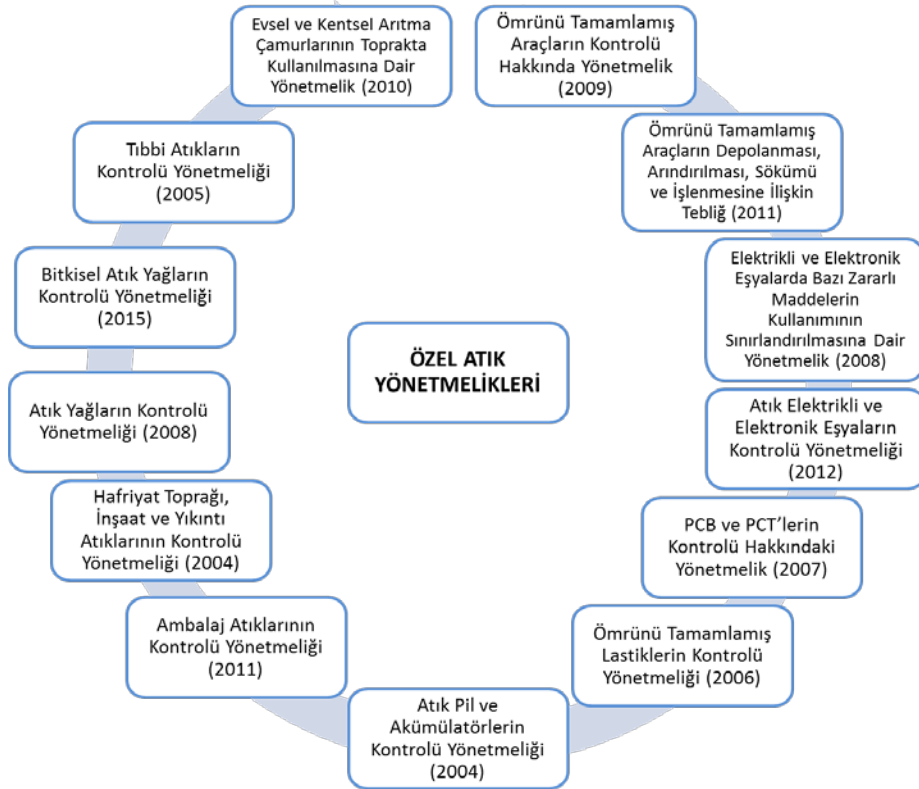 Evsel ve Kentsel Arıtma
Çamurlarının Toprakta
Kullanılmasına Dair
Yönetmelik (2010)
Ömrünü Tamamlamış
Araçların Kontrolü
Hakkında Yönetmelik
(2009)
Ömrünü Tamamlamış
Araçların Depolanması,
Arındırılması, Sökümü
ve İşlenmesine İlişkin
Tebliğ (2011)
Elektrikli ve Elektronik
Eşyalarda Bazı Zararlı
Maddelerin
Kullanımının
Sınırlandırılmasına Dair
Yönetmelik (2008)
Atık Elektrikli ve
Elektronik Eşyaların
Kontrolü Yönetmeliği
(2012)
PCB ve PCT’lerin
Kontrolü Hakkındaki
Yönetmelik (2007)
Ömrünü Tamamlamış
Lastiklerin Kontrolü
Yönetmeliği (2006)
Atık Pil ve
Akümülatörlerin
Kontrolü Yönetmeliği
(2004)
Ambalaj Atıklarının
Kontrolü Yönetmeliği
(2011)
Hafriyat Toprağı,
İnşaat ve Yıkıntı
Atıklarının Kontrolü
Yönetmeliği (2004)
Atık Yağların Kontrolü
Yönetmeliği (2008)
Bitkisel Atık Yağların
Kontrolü Yönetmeliği
(2015)
Tıbbi Atıkların
Kontrolü Yönetmeliği
(2005)
ÖZEL ATIK
YÖNETMELİKLERİ